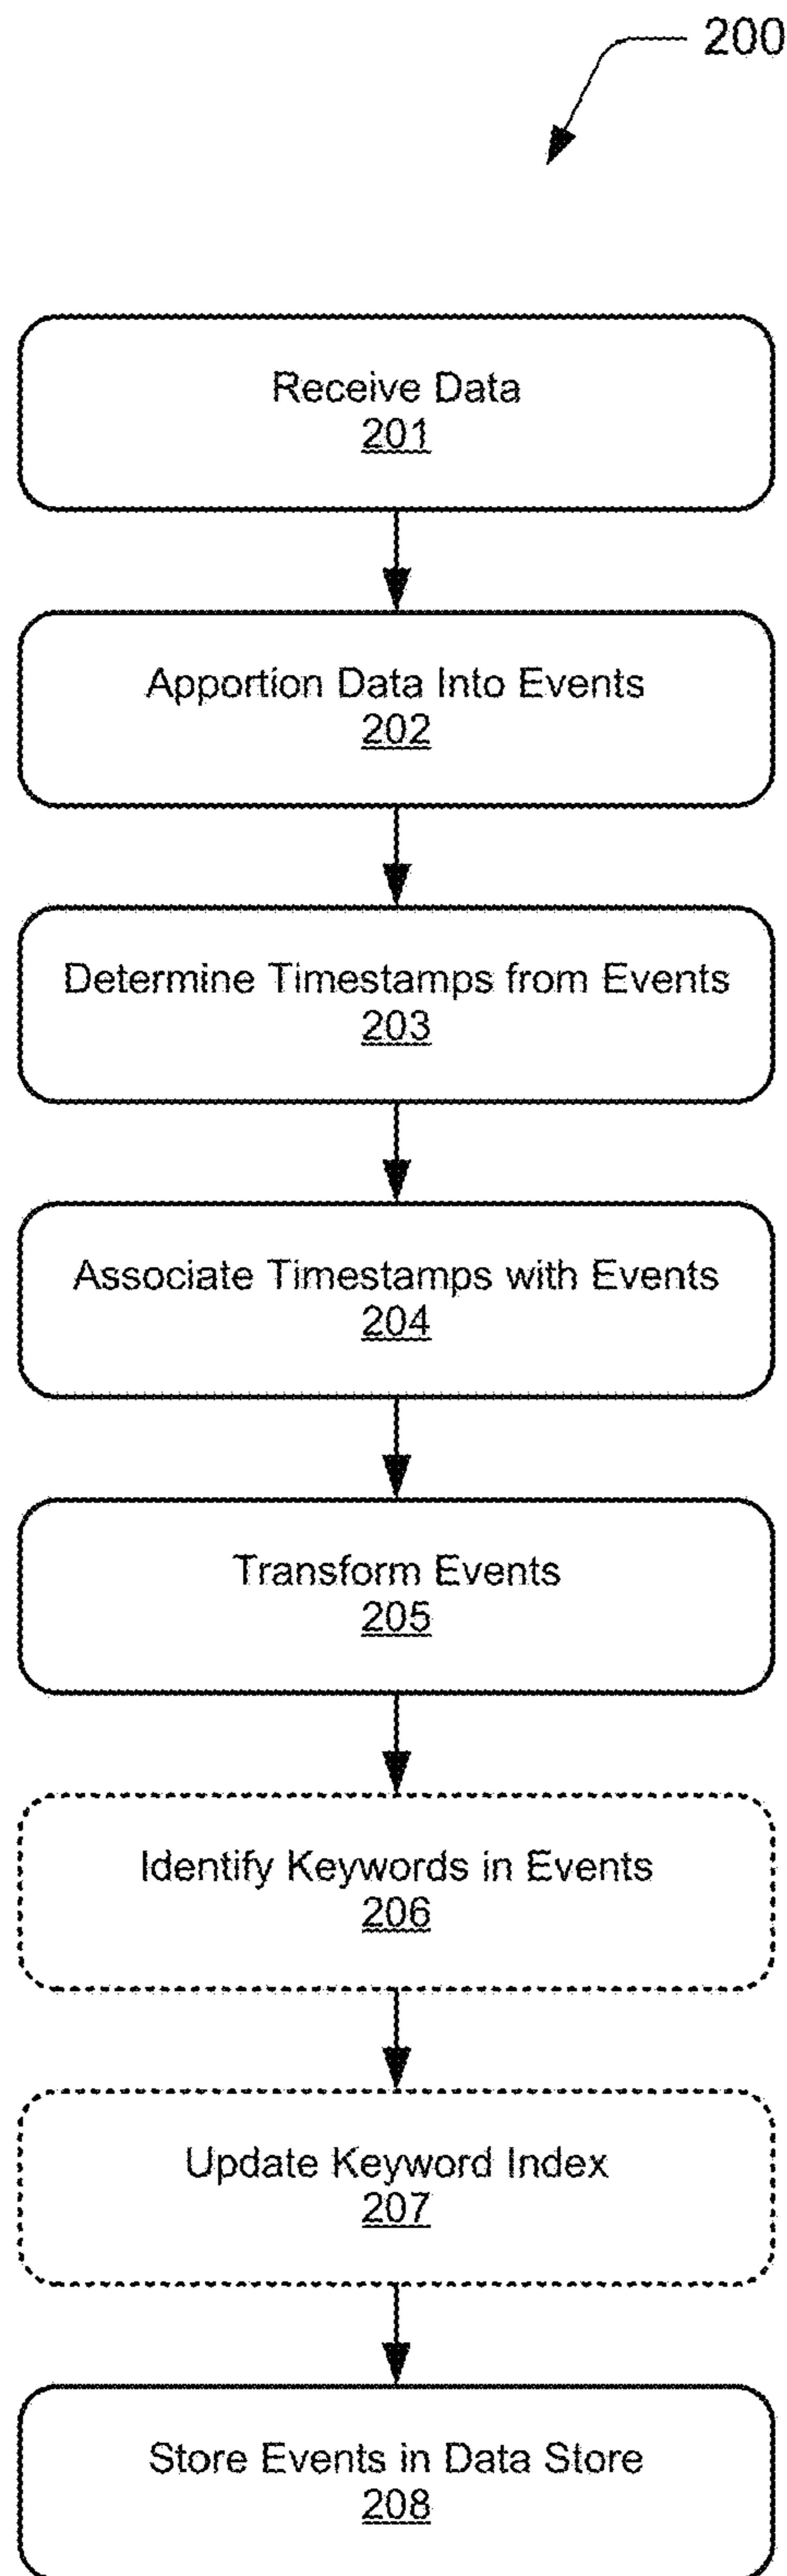 200
Receive Data
201
Apportion Data Into Events
202
Determine Timestamps from Events
203
Associate Timestamps with Events
204
Transform Events
205
Identify Keywords in Events
206
Update Keyword Index
207
Store Events in Data Store
208